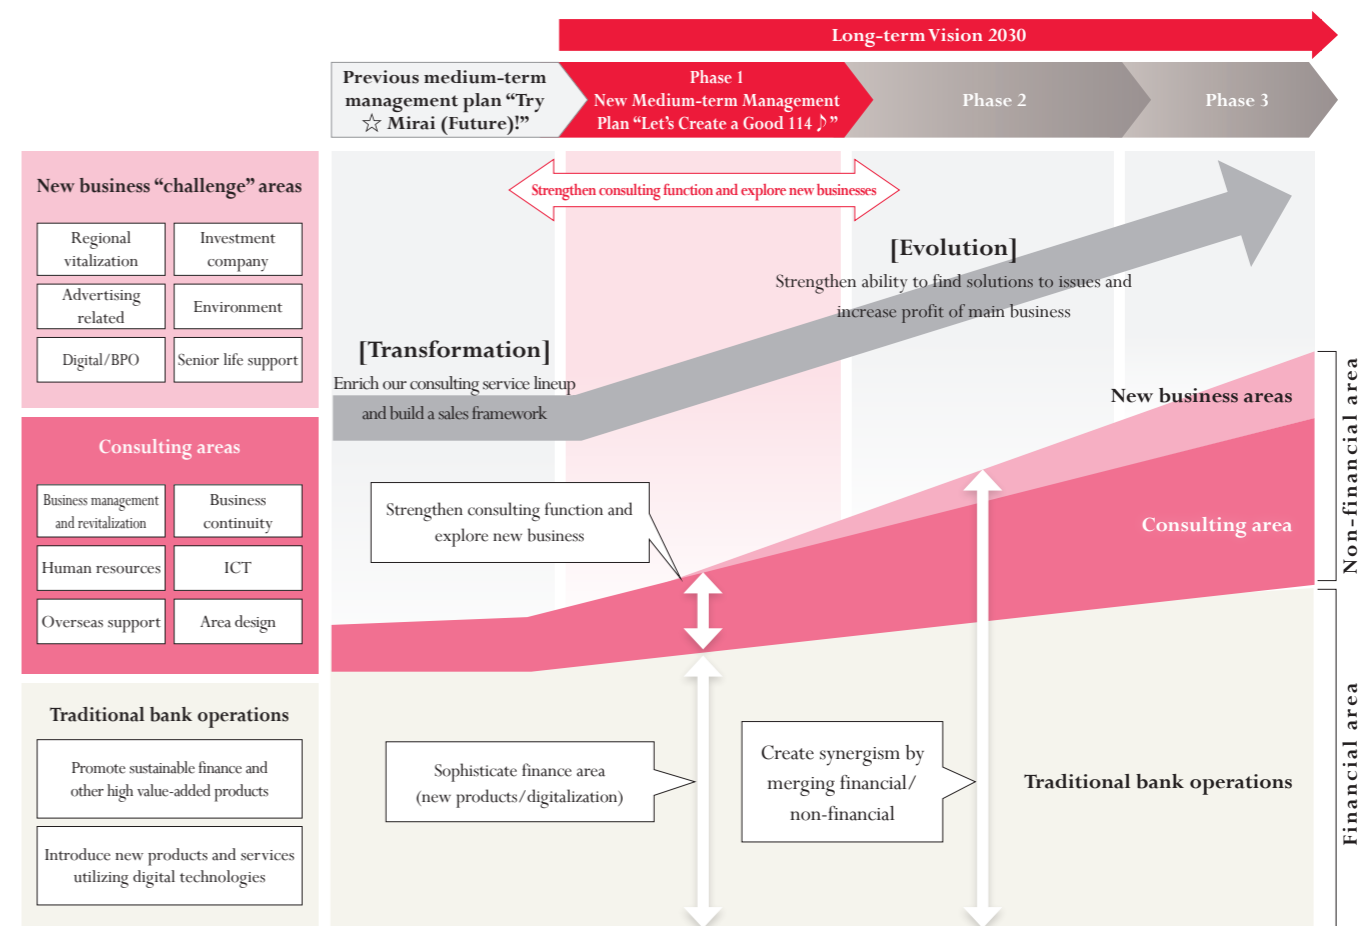 Long-term Vision 2030
Previous medium-term
management plan “Try
☆ Mirai (Future)!”
Phase 1
New Medium-term Management
Plan “Let’s Create a Good 114♪”
Phase 2
Phase 3
New business “challenge” areas
Regional
vitalization
Investment
company
Advertising
related
Environment
Digital/BPO
Senior life support
Consulting areas
Business management
and revitalization
Business
continuity
Human resources
ICT
Overseas support
Area design
Traditional bank operations
Promote sustainable finance and
other high value-added products
Introduce new products and services
utilizing digital technologies
Strengthen consulting function and explore new businesses
[Transformation]
Enrich our consulting service lineup
and build a sales framework
[Evolution]
Strengthen ability to find solutions to issues and
increase profit of main business
Strengthen consulting function and
explore new business
New business areas
Consulting area
Sophisticate finance area
(new products/digitalization)
Create synergism by
merging financial/
non-financial
Traditional bank operations
Non-financial area
Financial area